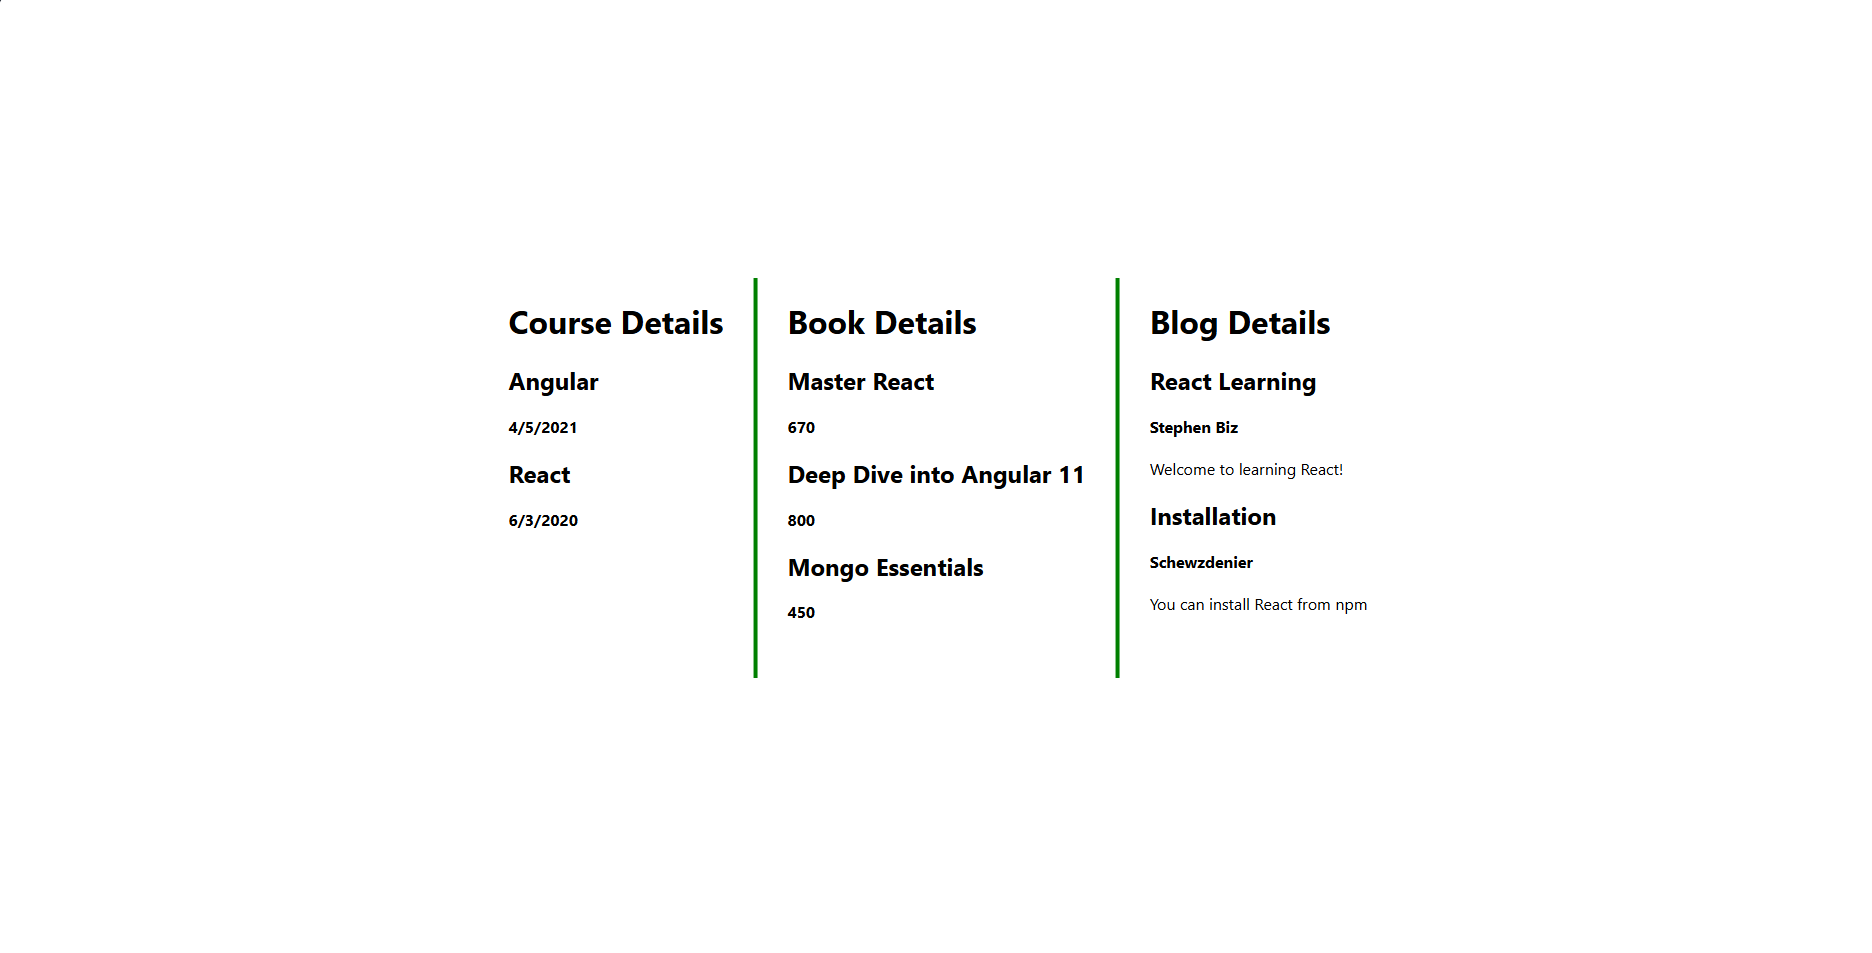 Course Details
Angular
4/5/2021
React
6/3/2020
Book Details
Master React
670
Deep Dive into Angular 11
800
Mongo Essentials
450
Blog Details
React Learning
Stephen Biz
Welcome to learning React!
Installation
Schewzdenier
You can install React from npm